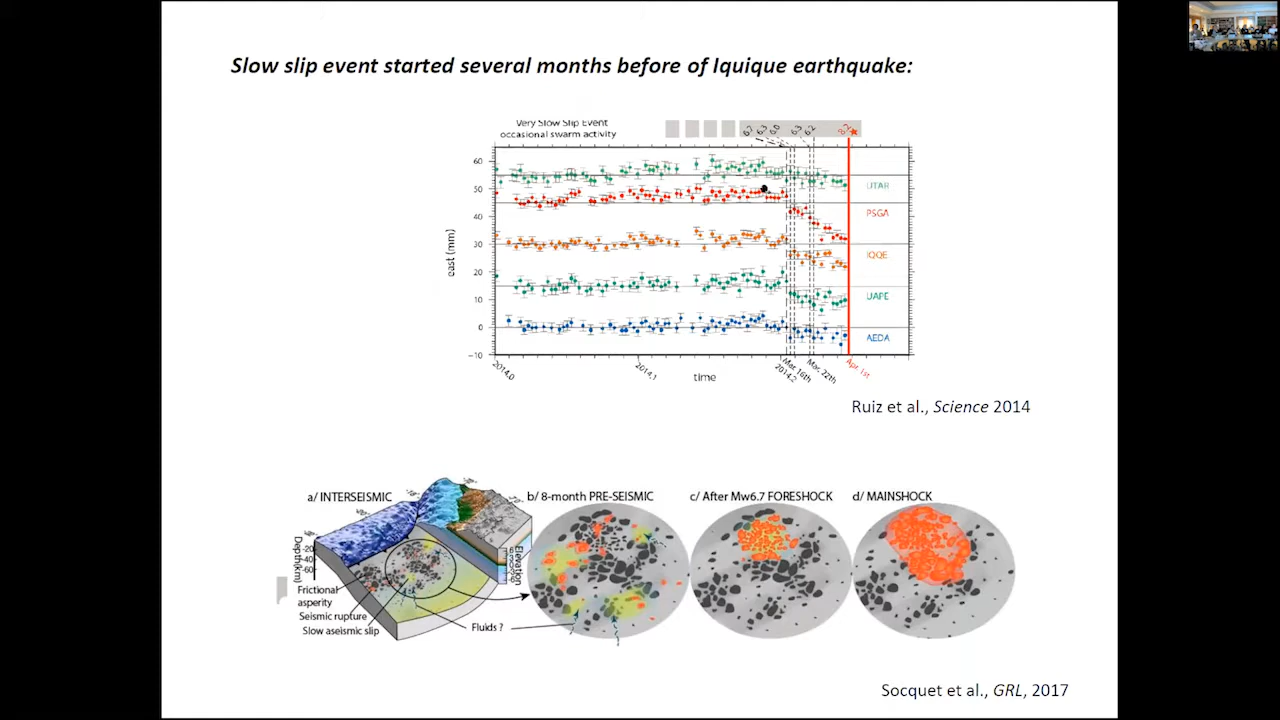 Slow slip event started several months before of Iquique earthquake:
Very Slow Slip Event
occasional swarm activity
6.7 6.3 6.0 6.3 6.2 8.2
60
50
40
30
20
10
0
−10
east (mm)
UTAR
PSGA
IQQE
UAPE
AEDA
2014.0
2014.1
time
2014.2
Mar. 16th
Mar. 22th
Apr. 1st
Ruiz et al., Science 2014
a/ INTERSEISMIC
b/ 8-month PRE-SEISMIC
c/ After Mw6.7 FORESHOCK
d/ MAINSHOCK
Depth(km)
-20
-40
-60
Elevation
Frictional
asperity
Seismic rupture
Slow aseismic slip
Fluids ?
Socquet et al., GRL, 2017